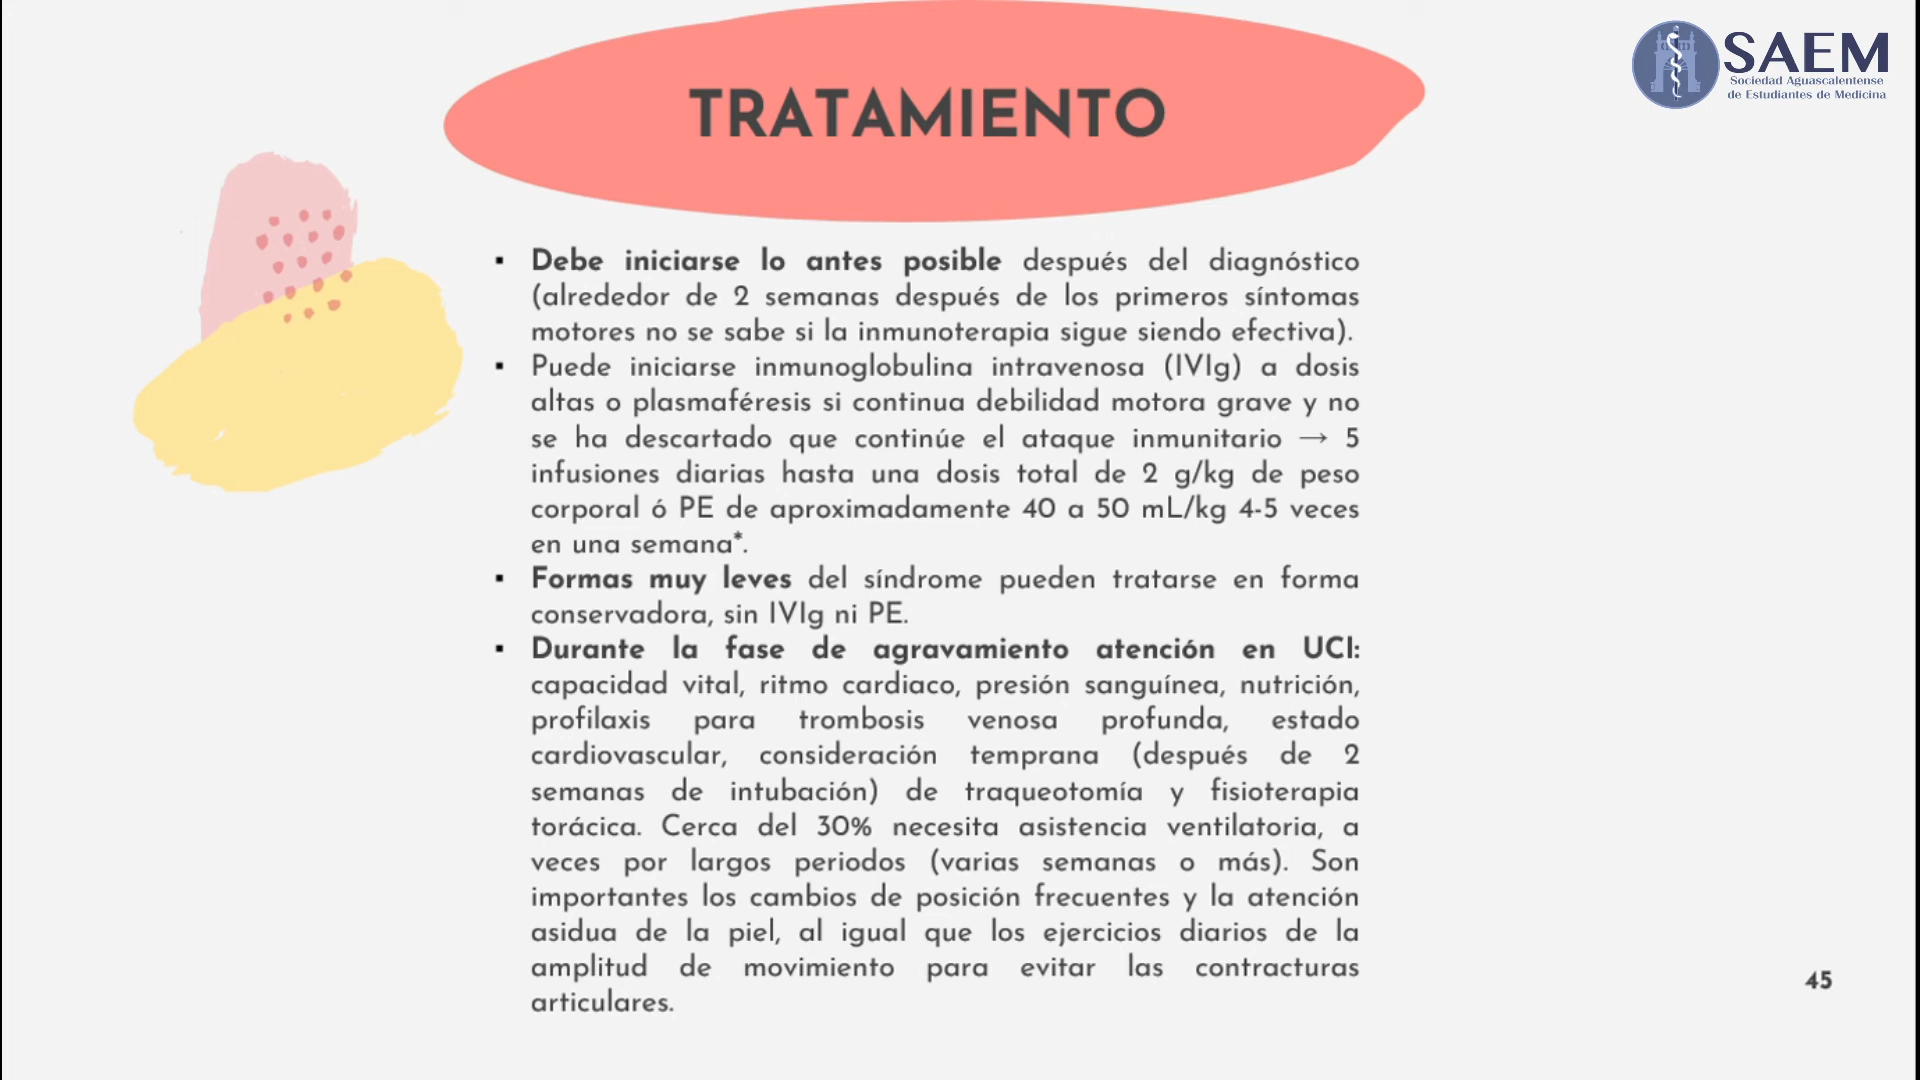 SAEM
Sociedad Aguascalentense
de Estudiantes de Medicina
TRATAMIENTO
▪ Debe iniciarse lo antes posible después del diagnóstico
(alrededor de 2 semanas después de los primeros síntomas
motores no se sabe si la inmunoterapia sigue siendo efectiva).
▪ Puede iniciarse inmunoglobulina intravenosa (IVIg) a dosis
altas o plasmaféresis si continua debilidad motora grave y no
se ha descartado que continúe el ataque inmunitario → 5
infusiones diarias hasta una dosis total de 2 g/kg de peso
corporal ó PE de aproximadamente 40 a 50 mL/kg 4-5 veces
en una semana*.
▪ Formas muy leves del síndrome pueden tratarse en forma
conservadora, sin IVIg ni PE.
▪ Durante la fase de agravamiento atención en UCI:
capacidad vital, ritmo cardiaco, presión sanguínea, nutrición,
profilaxis para trombosis venosa profunda, estado
cardiovascular, consideración temprana (después de 2
semanas de intubación) de traqueotomía y fisioterapia
torácica. Cerca del 30% necesita asistencia ventilatoria, a
veces por largos periodos (varias semanas o más). Son
importantes los cambios de posición frecuentes y la atención
asidua de la piel, al igual que los ejercicios diarios de la
amplitud de movimiento para evitar las contracturas
articulares.
45